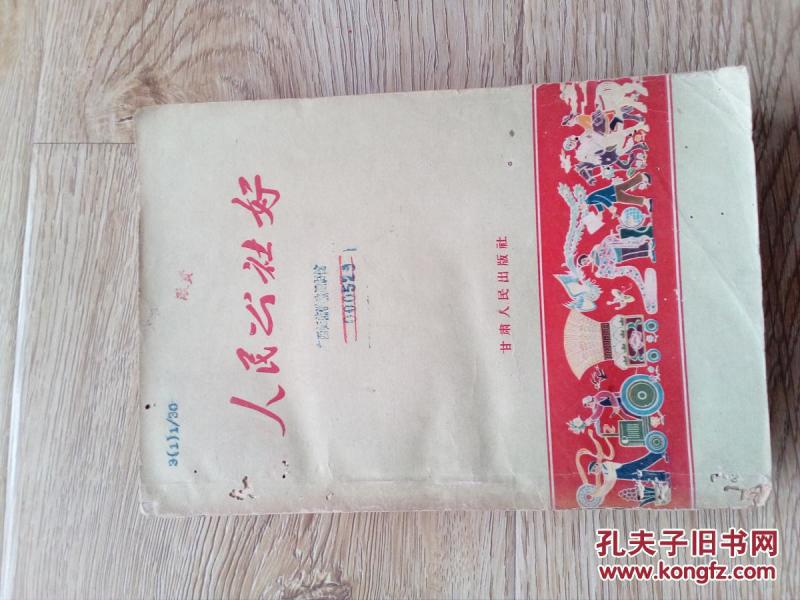 人民公社好
3(1)1/30
000529
甘肃人民出版社
孔夫子旧书网
www.kongfz.com